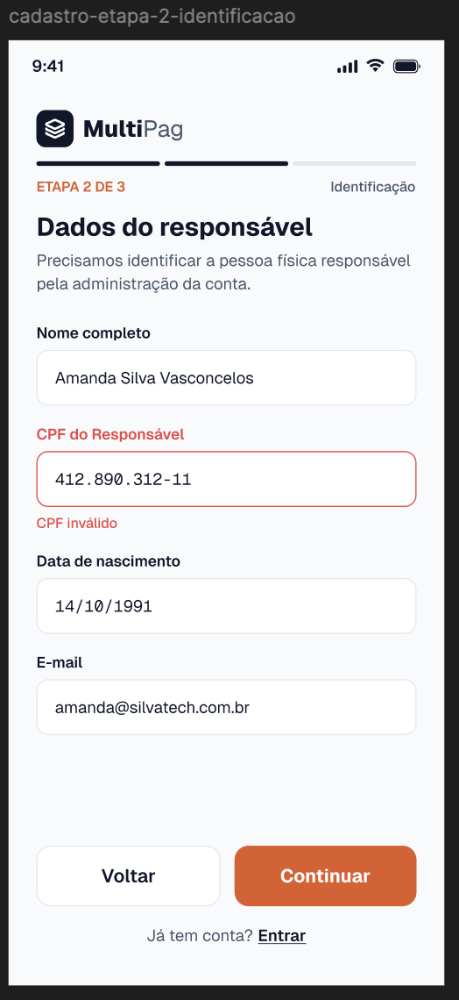 cadastro-etapa-2-identificacao
9:41
MultiPag
ETAPA 2 DE 3
Identificação
Dados do responsável
Precisamos identificar a pessoa física responsável
pela administração da conta.
Nome completo
Amanda Silva Vasconcelos
CPF do Responsável
412.890.312-11
CPF inválido
Data de nascimento
14/10/1991
E-mail
amanda@silvatech.com.br
Voltar
Continuar
Já tem conta? Entrar